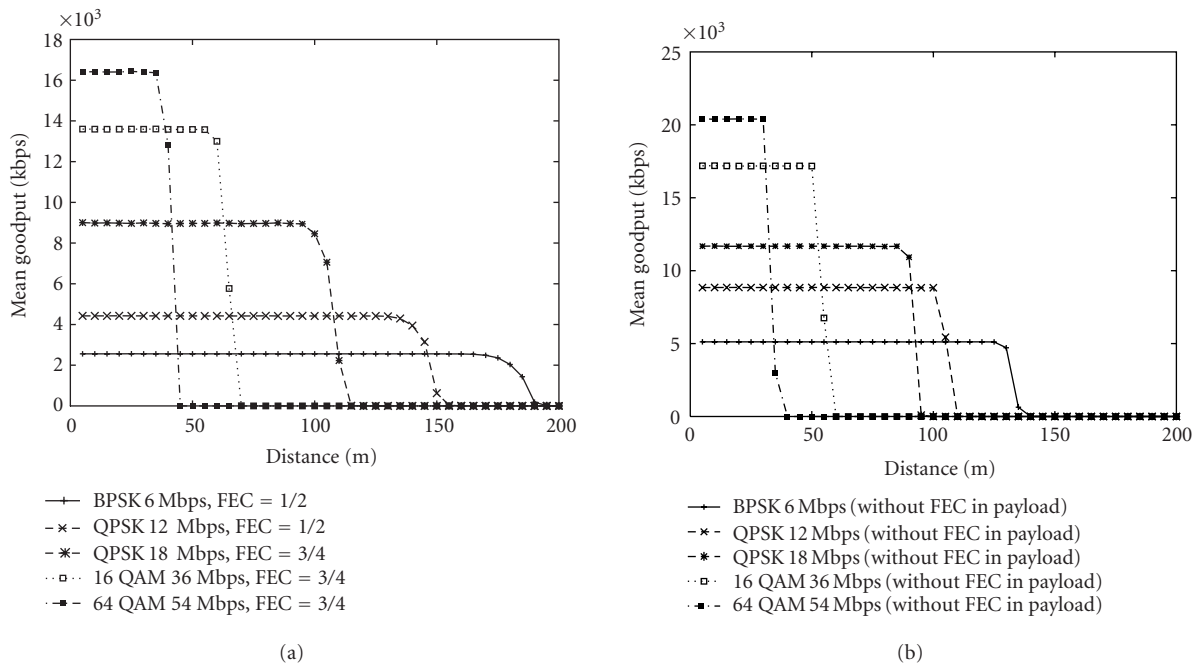 ×10³
18
16
14
12
10
8
6
4
2
0
Mean goodput (kbps)
0 50 100 150 200
Distance (m)
BPSK 6 Mbps, FEC = 1/2
QPSK 12 Mbps, FEC = 1/2
QPSK 18 Mbps, FEC = 3/4
16 QAM 36 Mbps, FEC = 3/4
64 QAM 54 Mbps, FEC = 3/4
(a)
×10³
25
20
15
10
5
0
Mean goodput (kbps)
0 50 100 150 200
Distance (m)
BPSK 6 Mbps (without FEC in payload)
QPSK 12 Mbps (without FEC in payload)
QPSK 18 Mbps (without FEC in payload)
16 QAM 36 Mbps (without FEC in payload)
64 QAM 54 Mbps (without FEC in payload)
(b)